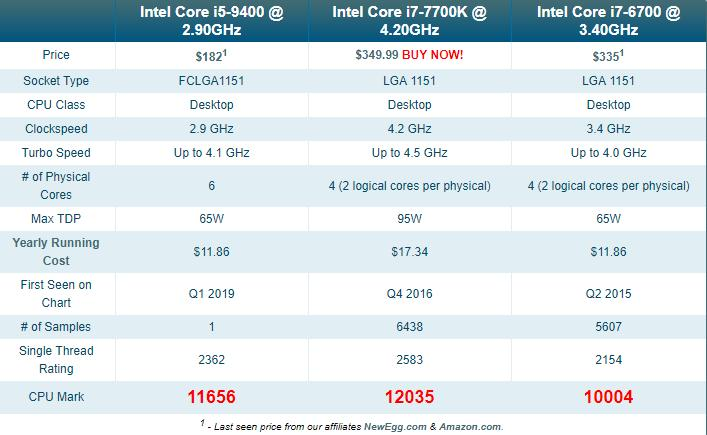 Intel Core i5-9400 @ 2.90GHz Intel Core i7-7700K @ 4.20GHz Intel Core i7-6700 @ 3.40GHz
Price $182¹ $349.99 BUY NOW! $335¹
Socket Type FCLGA1151 LGA 1151 LGA 1151
CPU Class Desktop Desktop Desktop
Clockspeed 2.9 GHz 4.2 GHz 3.4 GHz
Turbo Speed Up to 4.1 GHz Up to 4.5 GHz Up to 4.0 GHz
# of Physical Cores 6 4 (2 logical cores per physical) 4 (2 logical cores per physical)
Max TDP 65W 95W 65W
Yearly Running Cost $11.86 $17.34 $11.86
First Seen on Chart Q1 2019 Q4 2016 Q2 2015
# of Samples 1 6438 5607
Single Thread Rating 2362 2583 2154
CPU Mark 11656 12035 10004
¹ - Last seen price from our affiliates NewEgg.com & Amazon.com.